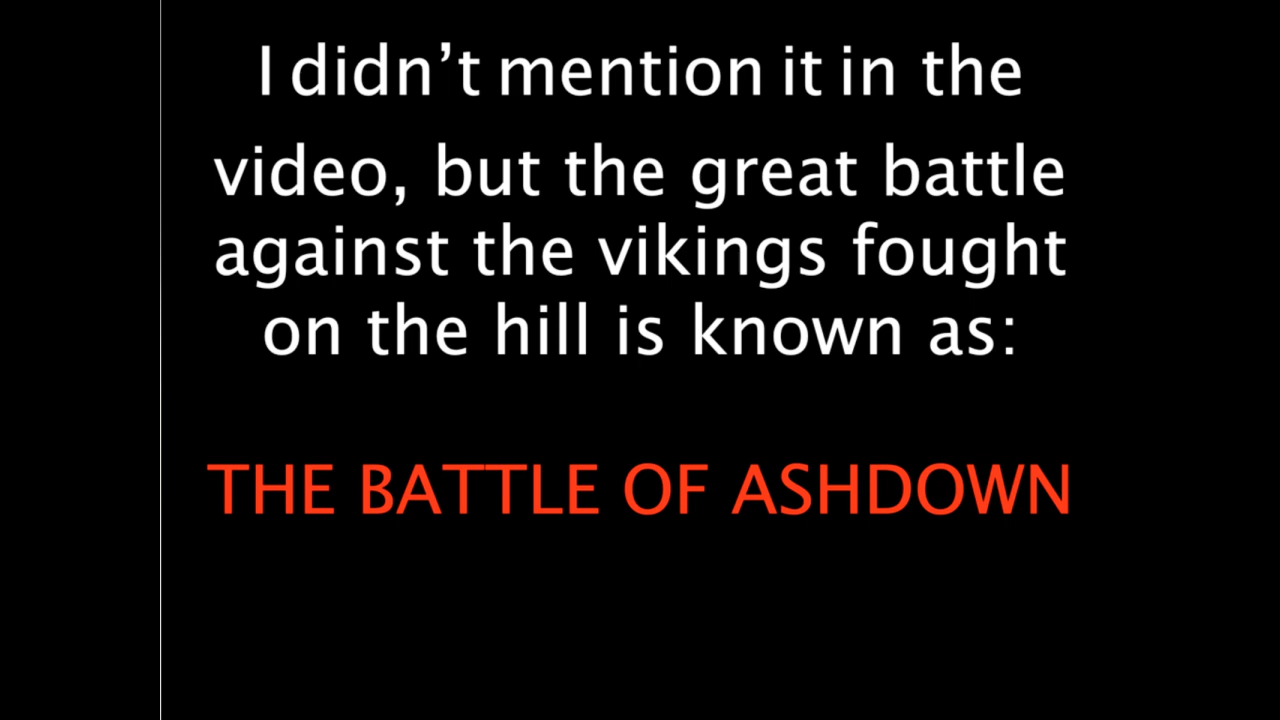 I didn’t mention it in the
video, but the great battle
against the vikings fought
on the hill is known as:
THE BATTLE OF ASHDOWN